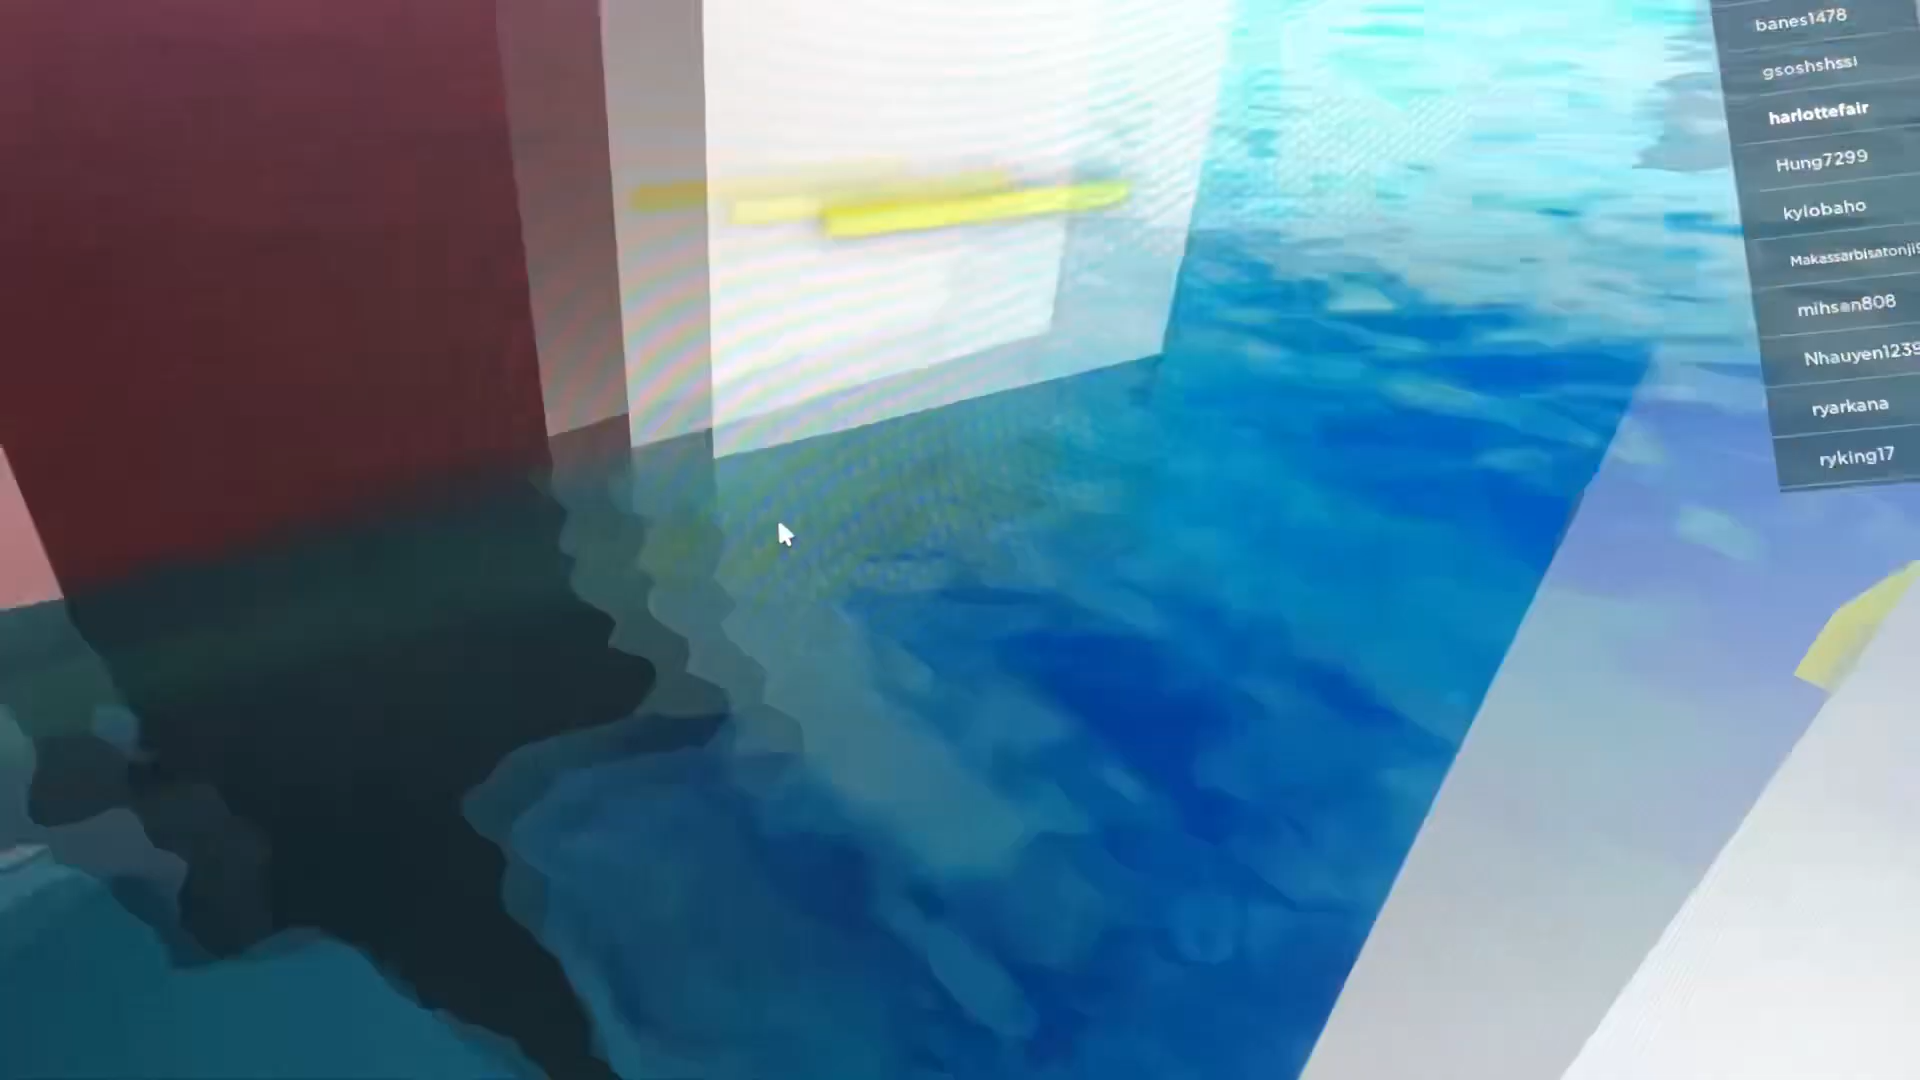 banes1478
gsoshshssi
harlottefair
Hung7299
kylobaho
mihsan808
ryarkana
ryking17